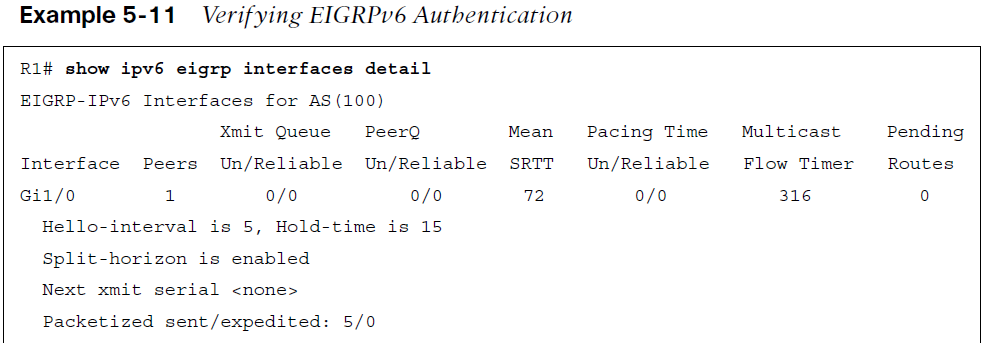 Example 5-11 Verifying EIGRPv6 Authentication
R1# show ipv6 eigrp interfaces detail
EIGRP-IPv6 Interfaces for AS(100)
Xmit Queue PeerQ Mean Pacing Time Multicast Pending
Interface Peers Un/Reliable Un/Reliable SRTT Un/Reliable Flow Timer Routes
Gi1/0 1 0/0 0/0 72 0/0 316 0
Hello-interval is 5, Hold-time is 15
Split-horizon is enabled
Next xmit serial <none>
Packetized sent/expedited: 5/0